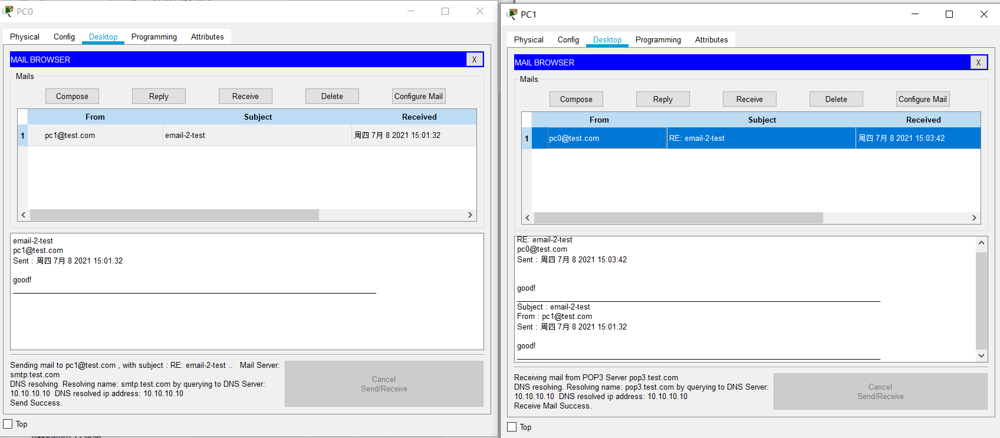 PC0
Physical Config Desktop Programming Attributes
MAIL BROWSER X
Mails
Compose Reply Receive Delete Configure Mail
From Subject Received
1 pc1@test.com email-2-test 周四 7月 8 2021 15:01:32
email-2-test
pc1@test.com
Sent : 周四 7月 8 2021 15:01:32
good!
Sending mail to pc1@test.com , with subject : RE: email-2-test .. Mail Server:
smtp.test.com
DNS resolving. Resolving name: smtp.test.com by querying to DNS Server:
10.10.10.10 DNS resolved ip address: 10.10.10.10
Send Success.
Cancel
Send/Receive
Top
PC1
Physical Config Desktop Programming Attributes
MAIL BROWSER X
Mails
Compose Reply Receive Delete Configure Mail
From Subject Received
1 pc0@test.com RE: email-2-test 周四 7月 8 2021 15:03:42
RE: email-2-test
pc0@test.com
Sent : 周四 7月 8 2021 15:03:42
good!
Subject : email-2-test
From : pc1@test.com
Sent : 周四 7月 8 2021 15:01:32
good!
Receiving mail from POP3 Server pop3.test.com
DNS resolving. Resolving name: pop3.test.com by querying to DNS Server:
10.10.10.10 DNS resolved ip address: 10.10.10.10
Receive Mail Success.
Cancel
Send/Receive
Top